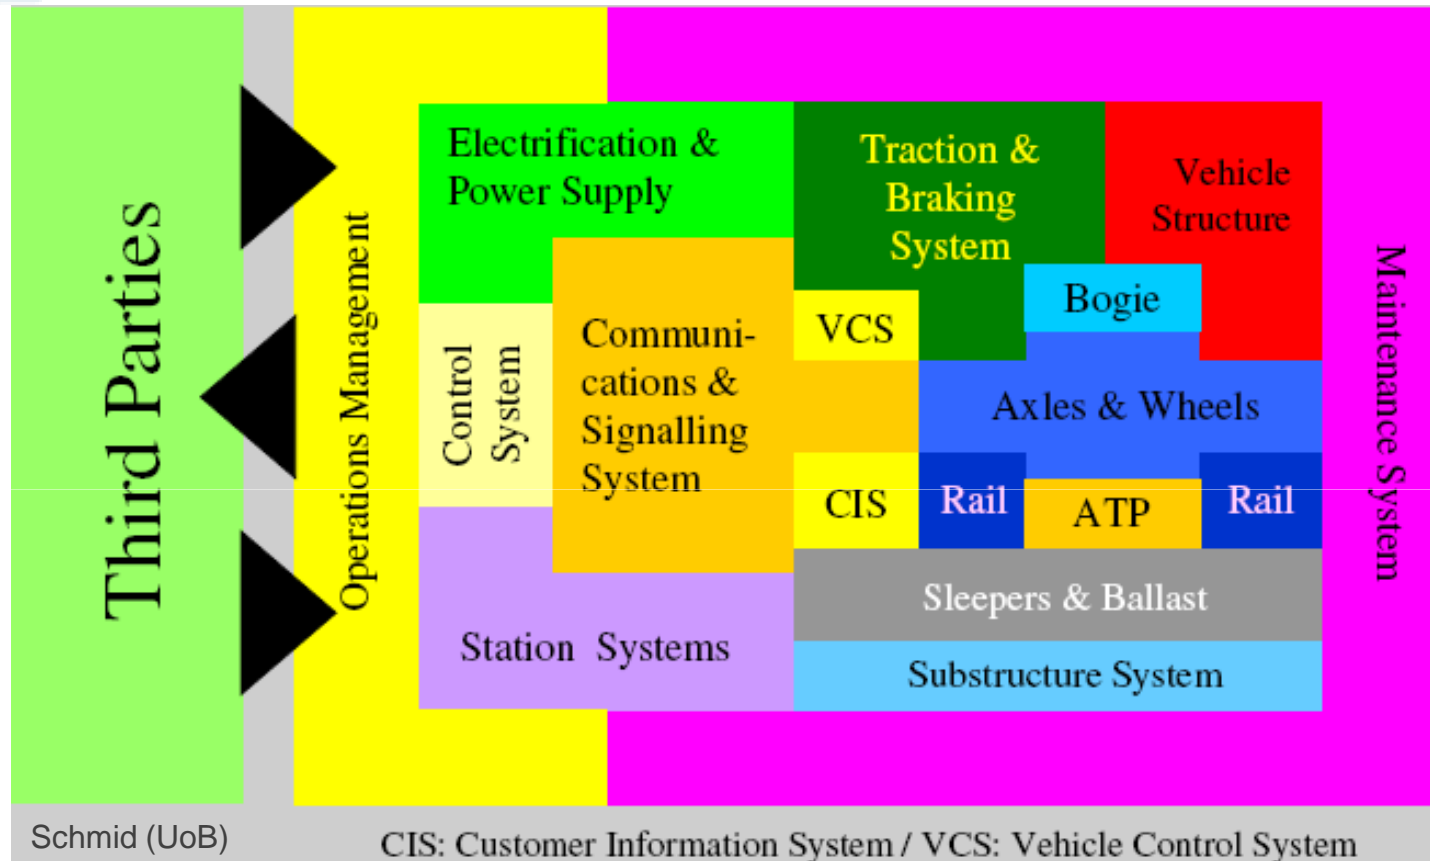 Third Parties
Operations Management
Electrification &
Power Supply
Traction &
Braking
System
Vehicle
Structure
Bogie
VCS
Communi-
cations &
Signalling
System
Control
System
Axles & Wheels
CIS
Rail
ATP
Rail
Maintenance System
Sleepers & Ballast
Station Systems
Substructure System
Schmid (UoB)
CIS: Customer Information System / VCS: Vehicle Control System